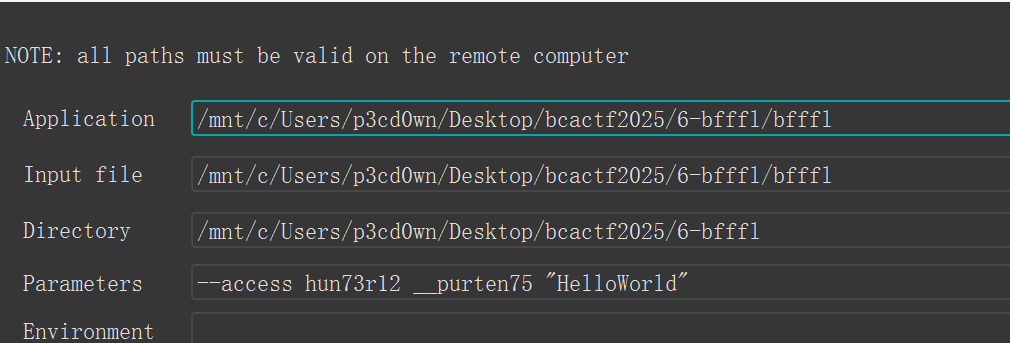 NOTE: all paths must be valid on the remote computer
Application /mnt/c/Users/p3cd0wn/Desktop/bcactf2025/6-bfffl/bfffl
Input file /mnt/c/Users/p3cd0wn/Desktop/bcactf2025/6-bfffl/bfffl
Directory /mnt/c/Users/p3cd0wn/Desktop/bcactf2025/6-bfffl
Parameters --access hun73r12 __purten75 "HelloWorld"
Environment